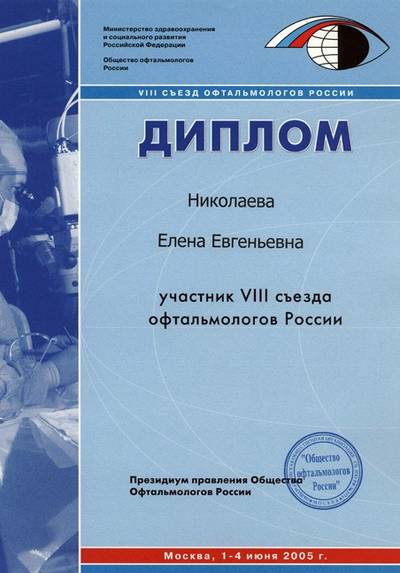 Министерство здравоохранения
и социального развития
Российской Федерации
Общество офтальмологов
России
VIII СЪЕЗД ОФТАЛЬМОЛОГОВ РОССИИ
ДИПЛОМ
Николаева
Елена Евгеньевна
участник VIII съезда
офтальмологов России
"Общество
офтальмологов
России"
Президиум правления Общества
Офтальмологов России
Москва, 1-4 июня 2005 г.